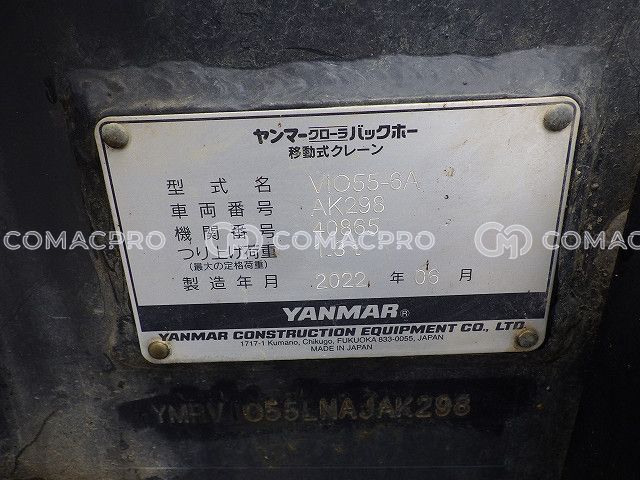 ヤンマークローラバックホー
移動式クレーン
型式名 ViO55-6A
車両番号 AK298
機関番号 40865
つり上げ荷重
(最大の定格荷重)
製造年月 2022 年 06 月
COMACPRO COMACPRO
YANMAR®
YANMAR CONSTRUCTION EQUIPMENT CO., LTD.
1717-1 Kumano, Chikugo, FUKUOKA 833-0055, JAPAN
MADE IN JAPAN
YMRVIO55LNAJAK298